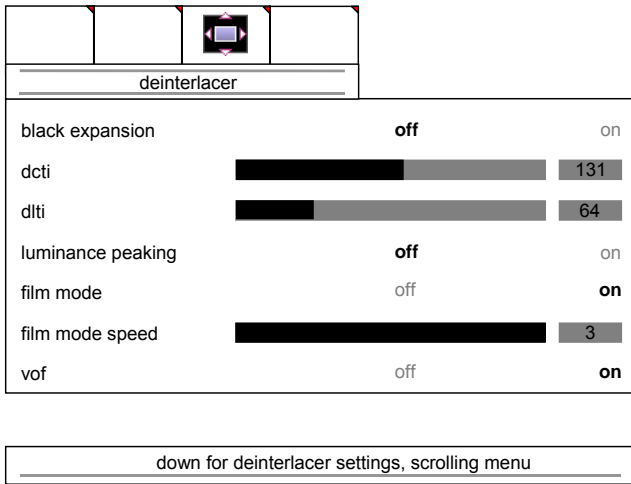 deinterlacer
black expansion off on
dcti 131
dlti 64
luminance peaking off on
film mode off on
film mode speed 3
vof off on
down for deinterlacer settings, scrolling menu